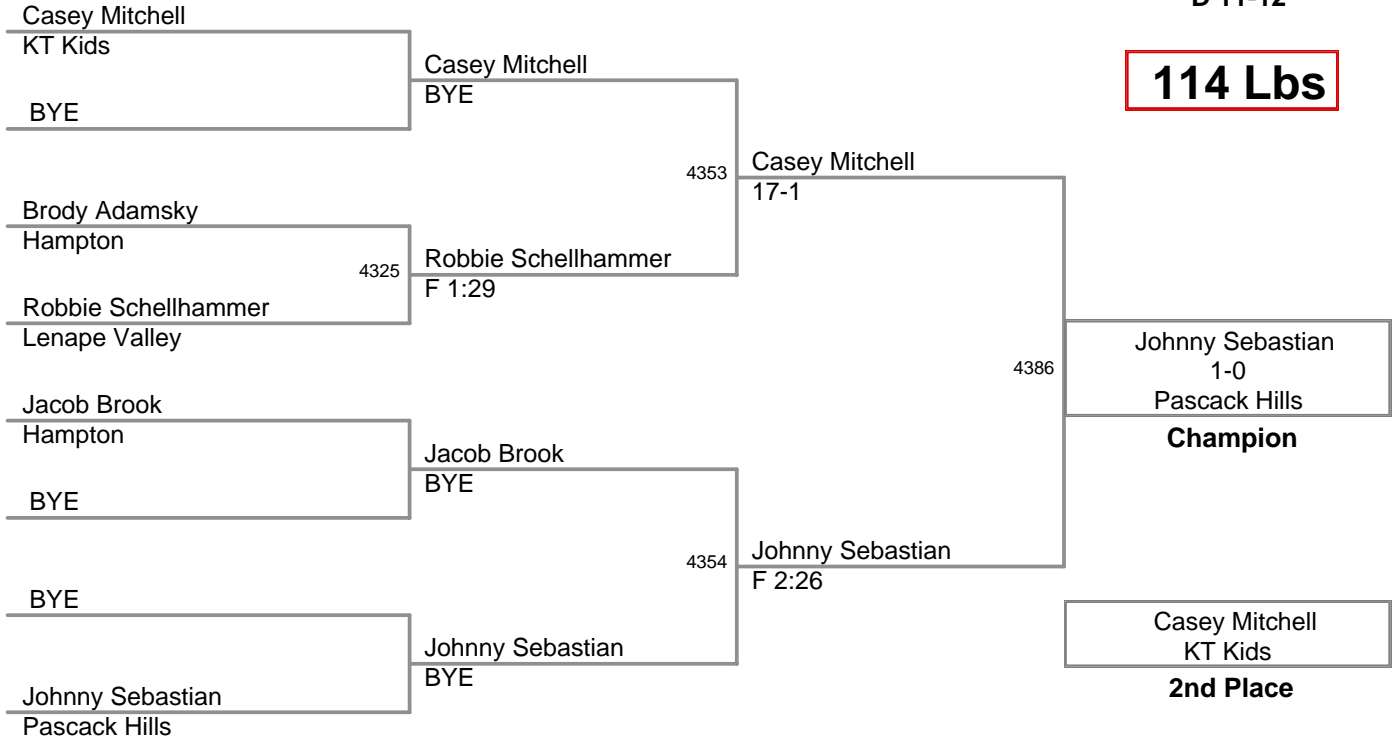 D 11-12
114 Lbs
Casey Mitchell
KT Kids
BYE
Brody Adamsky
Hampton
4325
Robbie Schellhammer
Lenape Valley
Jacob Brook
Hampton
BYE
BYE
Johnny Sebastian
Pascack Hills
Casey Mitchell
BYE
4353
Robbie Schellhammer
F 1:29
Jacob Brook
BYE
4354
Johnny Sebastian
BYE
Casey Mitchell
17-1
4386
Johnny Sebastian
F 2:26
Johnny Sebastian
1-0
Pascack Hills
Champion
Casey Mitchell
KT Kids
2nd Place